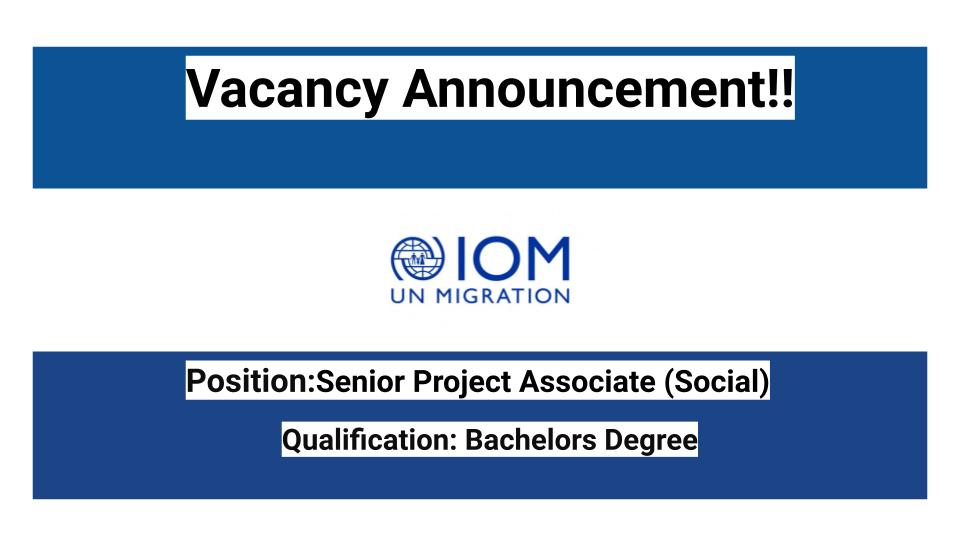 Vacancy Announcement!!
IOM
UN MIGRATION
Position:Senior Project Associate (Social)
Qualification: Bachelors Degree